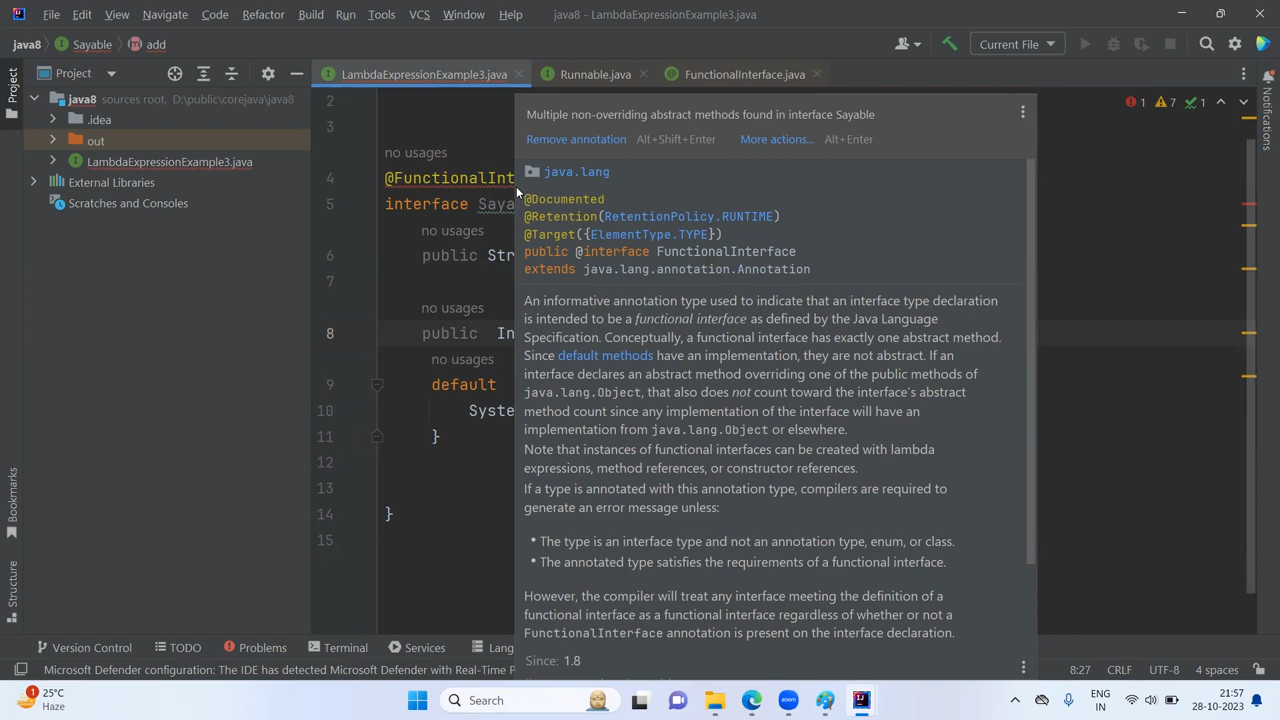 File Edit View Navigate Code Refactor Build Run Tools VCS Window Help java8 - LambdaExpressionExample3.java
java8 Sayable add Current File
Project LambdaExpressionExample3.java Runnable.java FunctionalInterface.java
Project
java8 sources root, D:\public\corejava\java8
.idea
out
LambdaExpressionExample3.java
External Libraries
Scratches and Consoles
Bookmarks
Structure
Notifications
1 7 1
2
3
no usages
4 @FunctionalInt
5 interface Saya
no usages
6 public Str
7
no usages
8 public In
no usages
9 default
10 Syste
11 }
12
13
14 }
15
Multiple non-overriding abstract methods found in interface Sayable
Remove annotation Alt+Shift+Enter More actions... Alt+Enter
java.lang
@Documented
@Retention(RetentionPolicy.RUNTIME)
@Target({ElementType.TYPE})
public @interface FunctionalInterface
extends java.lang.annotation.Annotation
An informative annotation type used to indicate that an interface type declaration
is intended to be a functional interface as defined by the Java Language
Specification. Conceptually, a functional interface has exactly one abstract method.
Since default methods have an implementation, they are not abstract. If an
interface declares an abstract method overriding one of the public methods of
java.lang.Object, that also does not count toward the interface's abstract
method count since any implementation of the interface will have an
implementation from java.lang.Object or elsewhere.
Note that instances of functional interfaces can be created with lambda
expressions, method references, or constructor references.
If a type is annotated with this annotation type, compilers are required to
generate an error message unless:
• The type is an interface type and not an annotation type, enum, or class.
• The annotated type satisfies the requirements of a functional interface.
However, the compiler will treat any interface meeting the definition of a
functional interface as a functional interface regardless of whether or not a
FunctionalInterface annotation is present on the interface declaration.
Since: 1.8
Version Control TODO Problems Terminal Services Lang
Microsoft Defender configuration: The IDE has detected Microsoft Defender with Real-Time P 8:27 CRLF UTF-8 4 spaces
1 25°C
Haze
Search
ENG
IN
21:57
28-10-2023